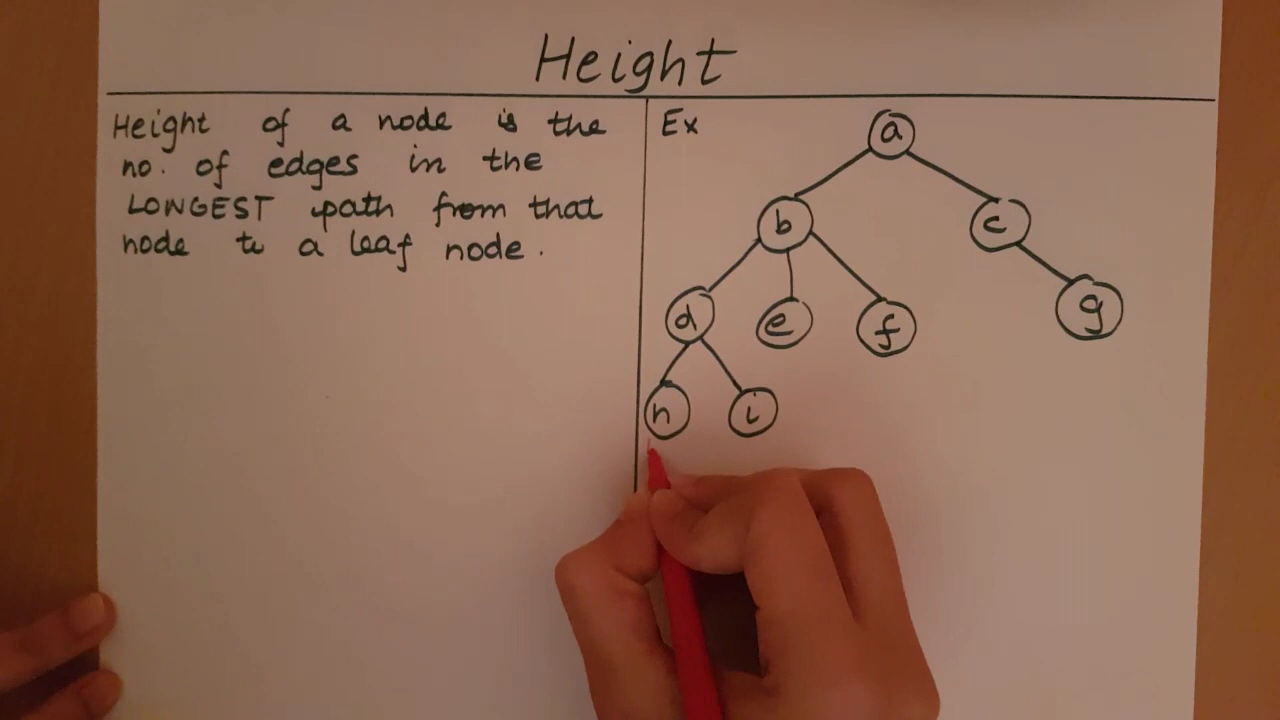 Height
Height of a node is the
no. of edges in the
LONGEST path from that
node to a leaf node.
Ex
a
b
c
d
e
f
g
h
i